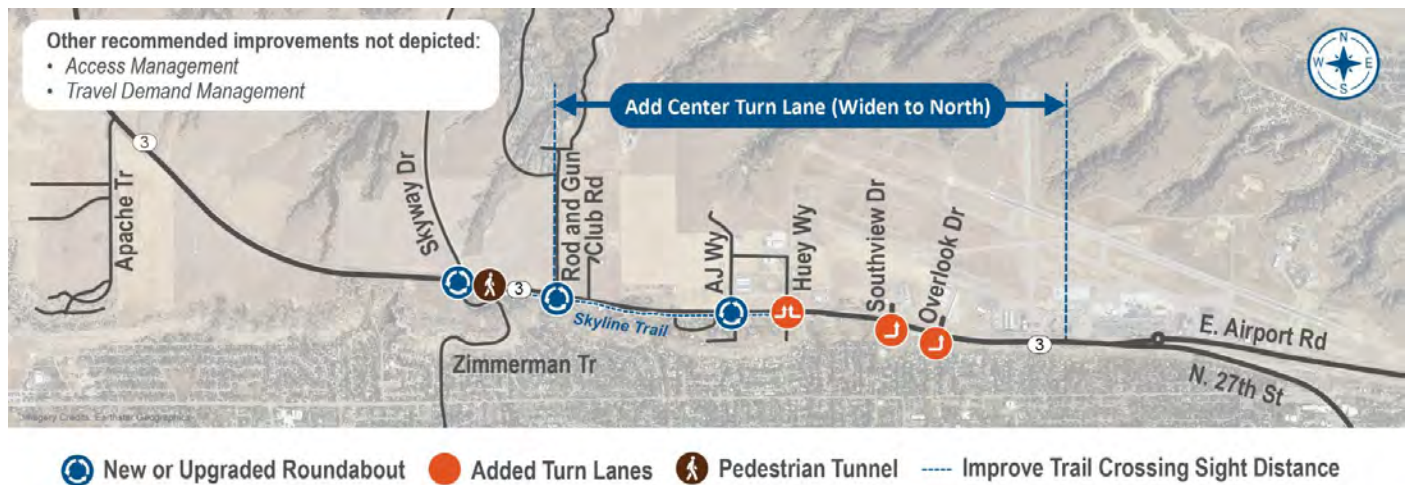 Other recommended improvements not depicted:
• Access Management
• Travel Demand Management
N
W E
S
Add Center Turn Lane (Widen to North)
3
Apache Tr
Skyway Dr
Rod and Gun
Club Rd
AJ Wy
Huey Wy
Southview Dr
Overlook Dr
3
Skyline Trail
3
E. Airport Rd
Zimmerman Tr
N. 27th St
Imagery Credits: Earthstar Geographics
New or Upgraded Roundabout
Added Turn Lanes
Pedestrian Tunnel
Improve Trail Crossing Sight Distance